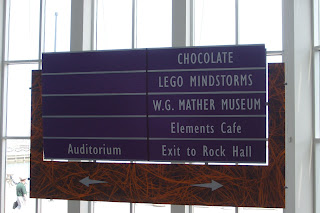 CHOCOLATE
LEGO MINDSTORMS
W.G. MATHER MUSEUM
Elements Cafe
Auditorium Exit to Rock Hall